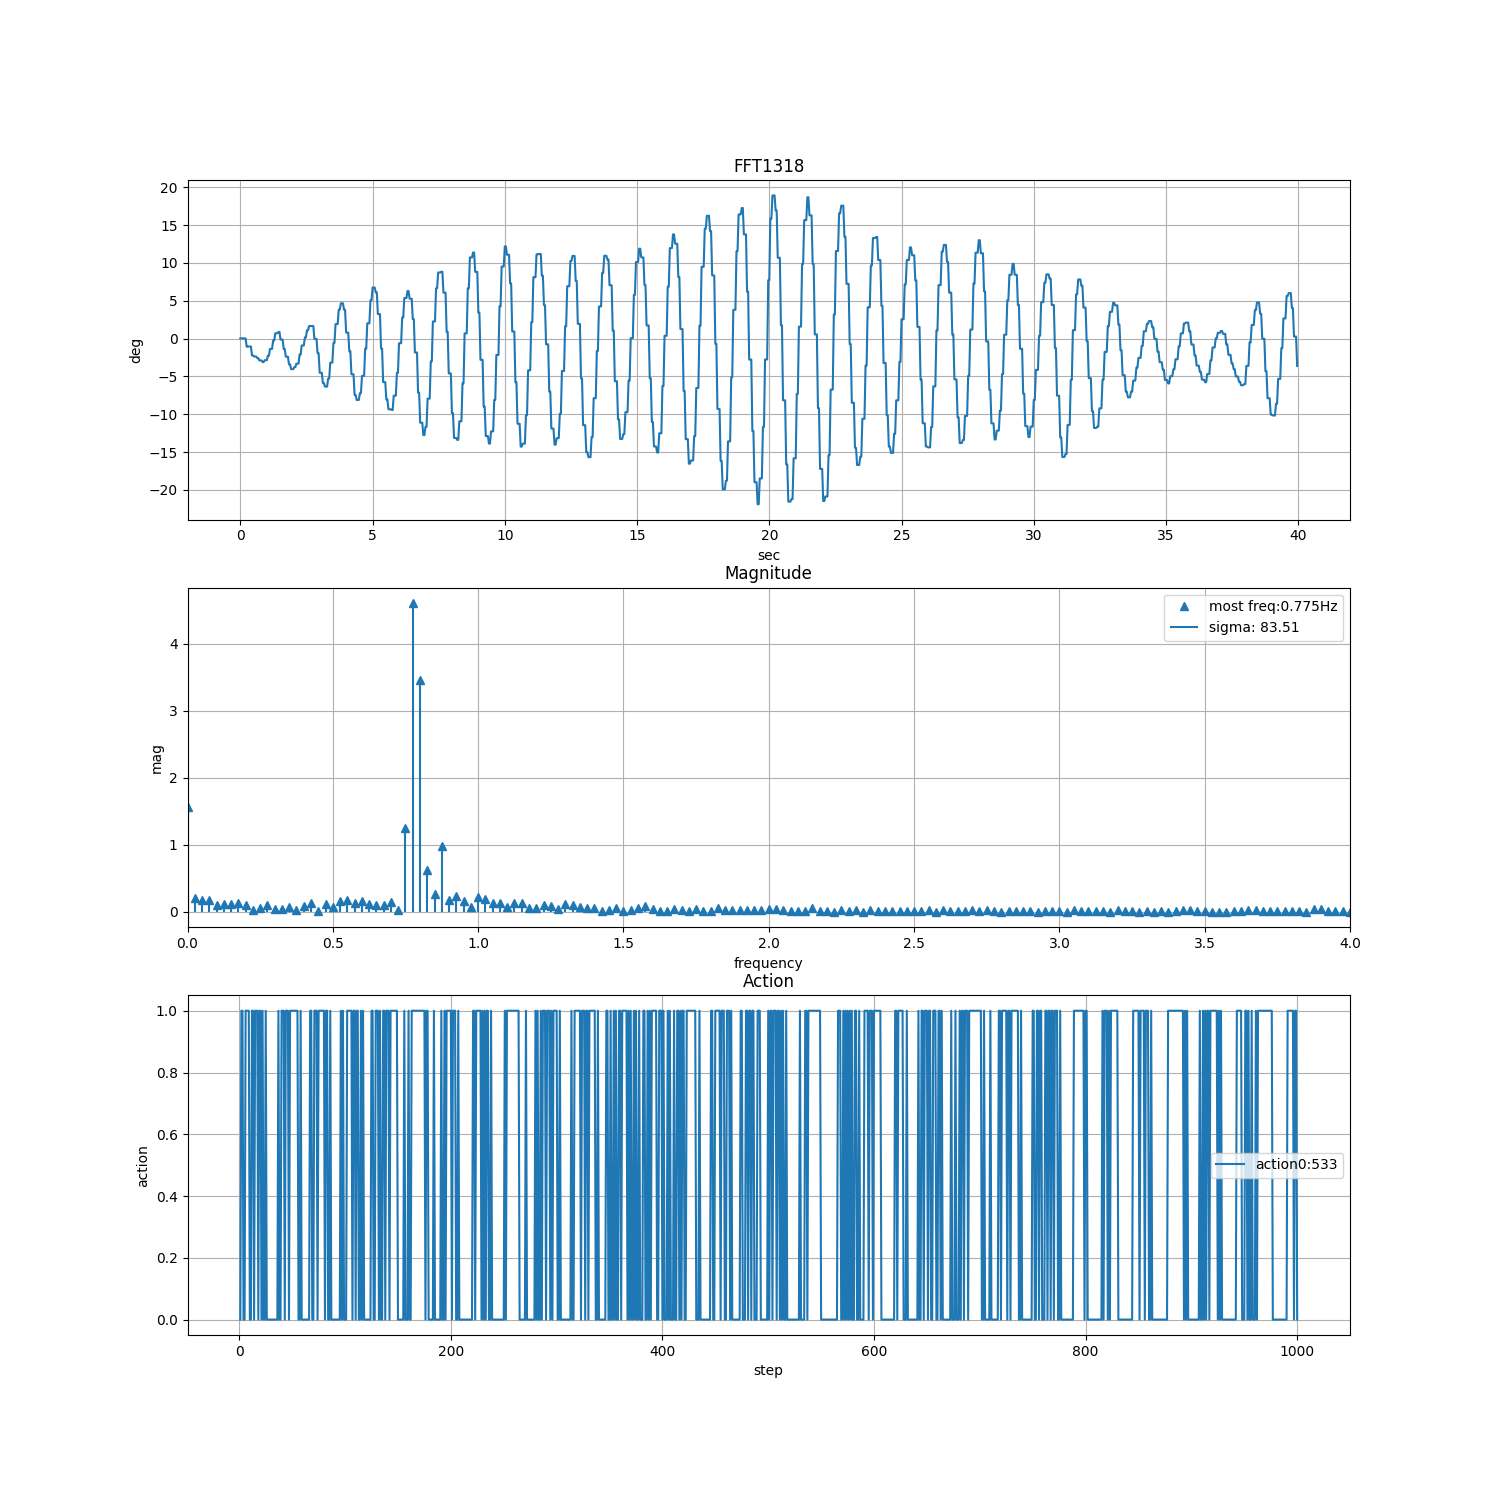 FFT1318
20
15
10
5
0
−5
−10
−15
−20
deg
0 5 10 15 20 25 30 35 40
sec
Magnitude
most freq:0.775Hz
sigma: 83.51
4
3
2
1
0
mag
0.0 0.5 1.0 1.5 2.0 2.5 3.0 3.5 4.0
frequency
Action
1.0
0.8
0.6
0.4
0.2
0.0
action
action0:533
0 200 400 600 800 1000
step